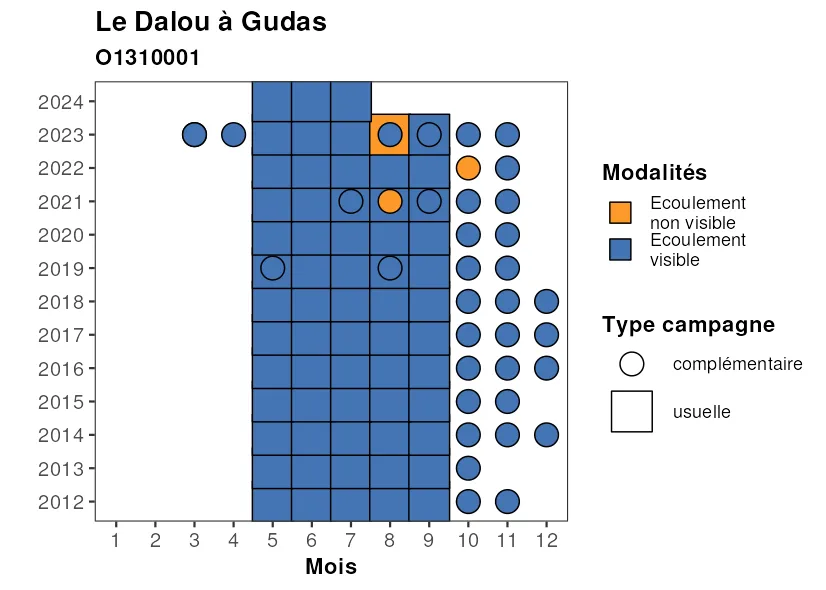 Le Dalou à Gudas
O1310001
2024
2023
2022
2021
2020
2019
2018
2017
2016
2015
2014
2013
2012
1 2 3 4 5 6 7 8 9 10 11 12
Mois
Modalités
Ecoulement
non visible
Ecoulement
visible
Type campagne
complémentaire
usuelle